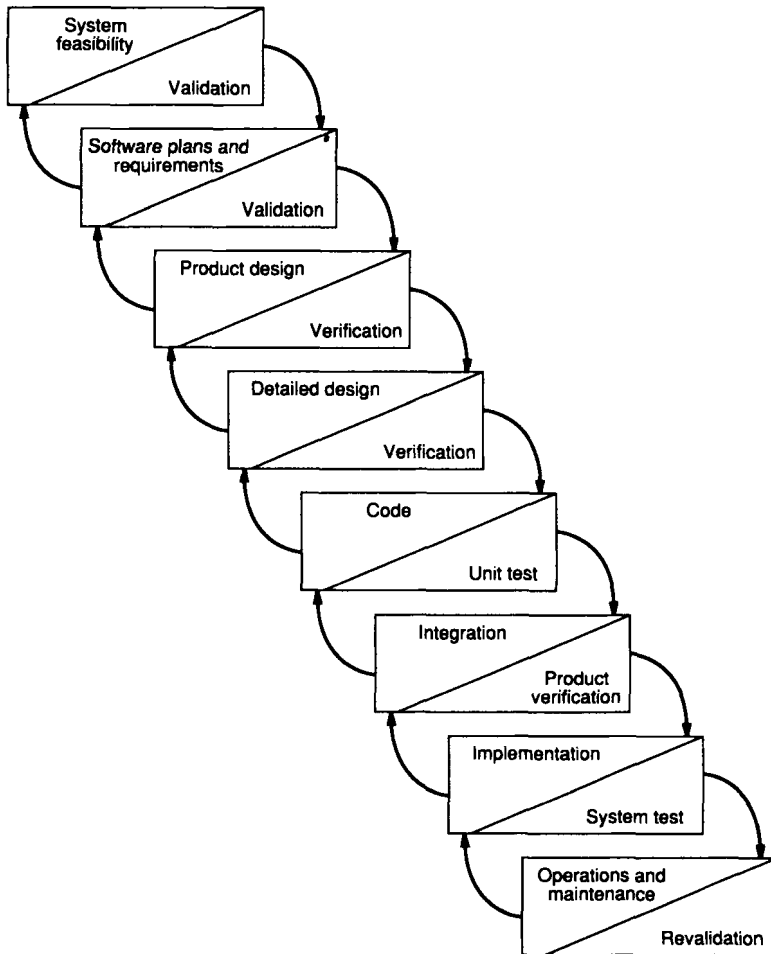 System
feasibility
Validation
Software plans and
requirements
Validation
Product design
Verification
Detailed design
Verification
Code
Unit test
Integration
Product
verification
Implementation
System test
Operations and
maintenance
Revalidation